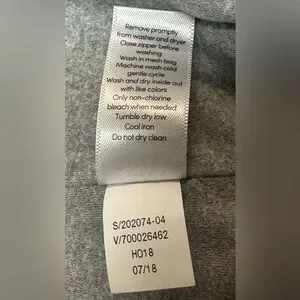 Remove promptly
from washer and dryer
Close zipper before
washing
Wash in mesh bag
Machine wash cold
gentle cycle
Wash and dry inside out
with like colors
Only non-chlorine
bleach when needed
Tumble dry low
Cool iron
Do not dry clean
S/202074-04
V/700026462
HO18
07/18